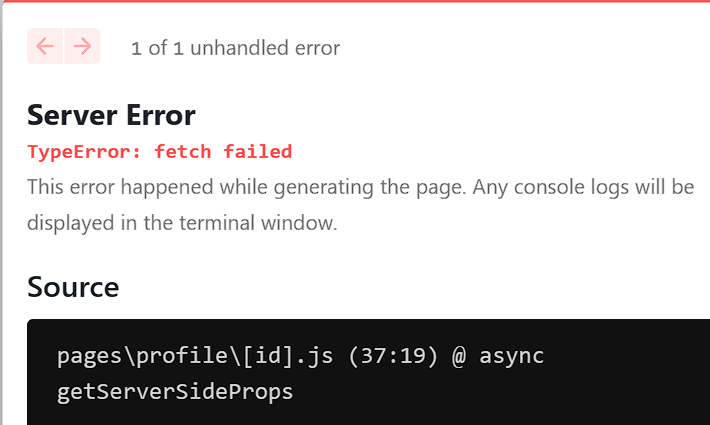 1 of 1 unhandled error
Server Error
TypeError: fetch failed
This error happened while generating the page. Any console logs will be
displayed in the terminal window.
Source
pages\profile\[id].js (37:19) @ async
getServerSideProps